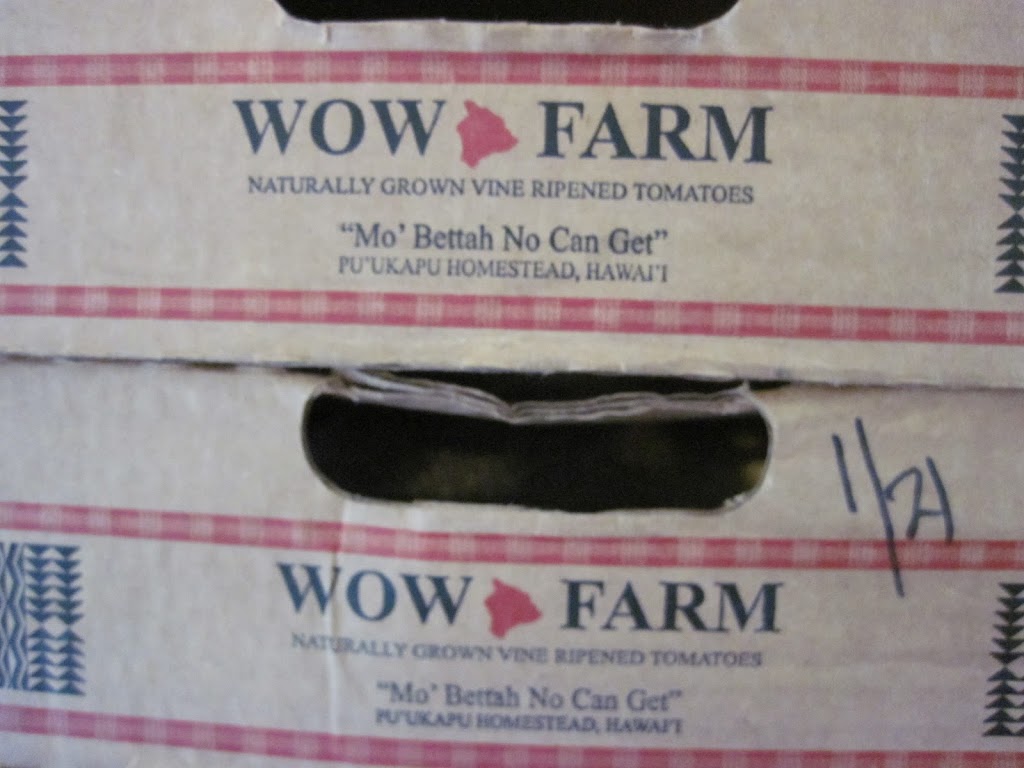 WOW FARM
NATURALLY GROWN VINE RIPENED TOMATOES
“Mo’ Bettah No Can Get”
PU'UKAPU HOMESTEAD, HAWAI'I
1/21
WOW FARM
NATURALLY GROWN VINE RIPENED TOMATOES
“Mo’ Bettah No Can Get”
PU'UKAPU HOMESTEAD, HAWAI'I